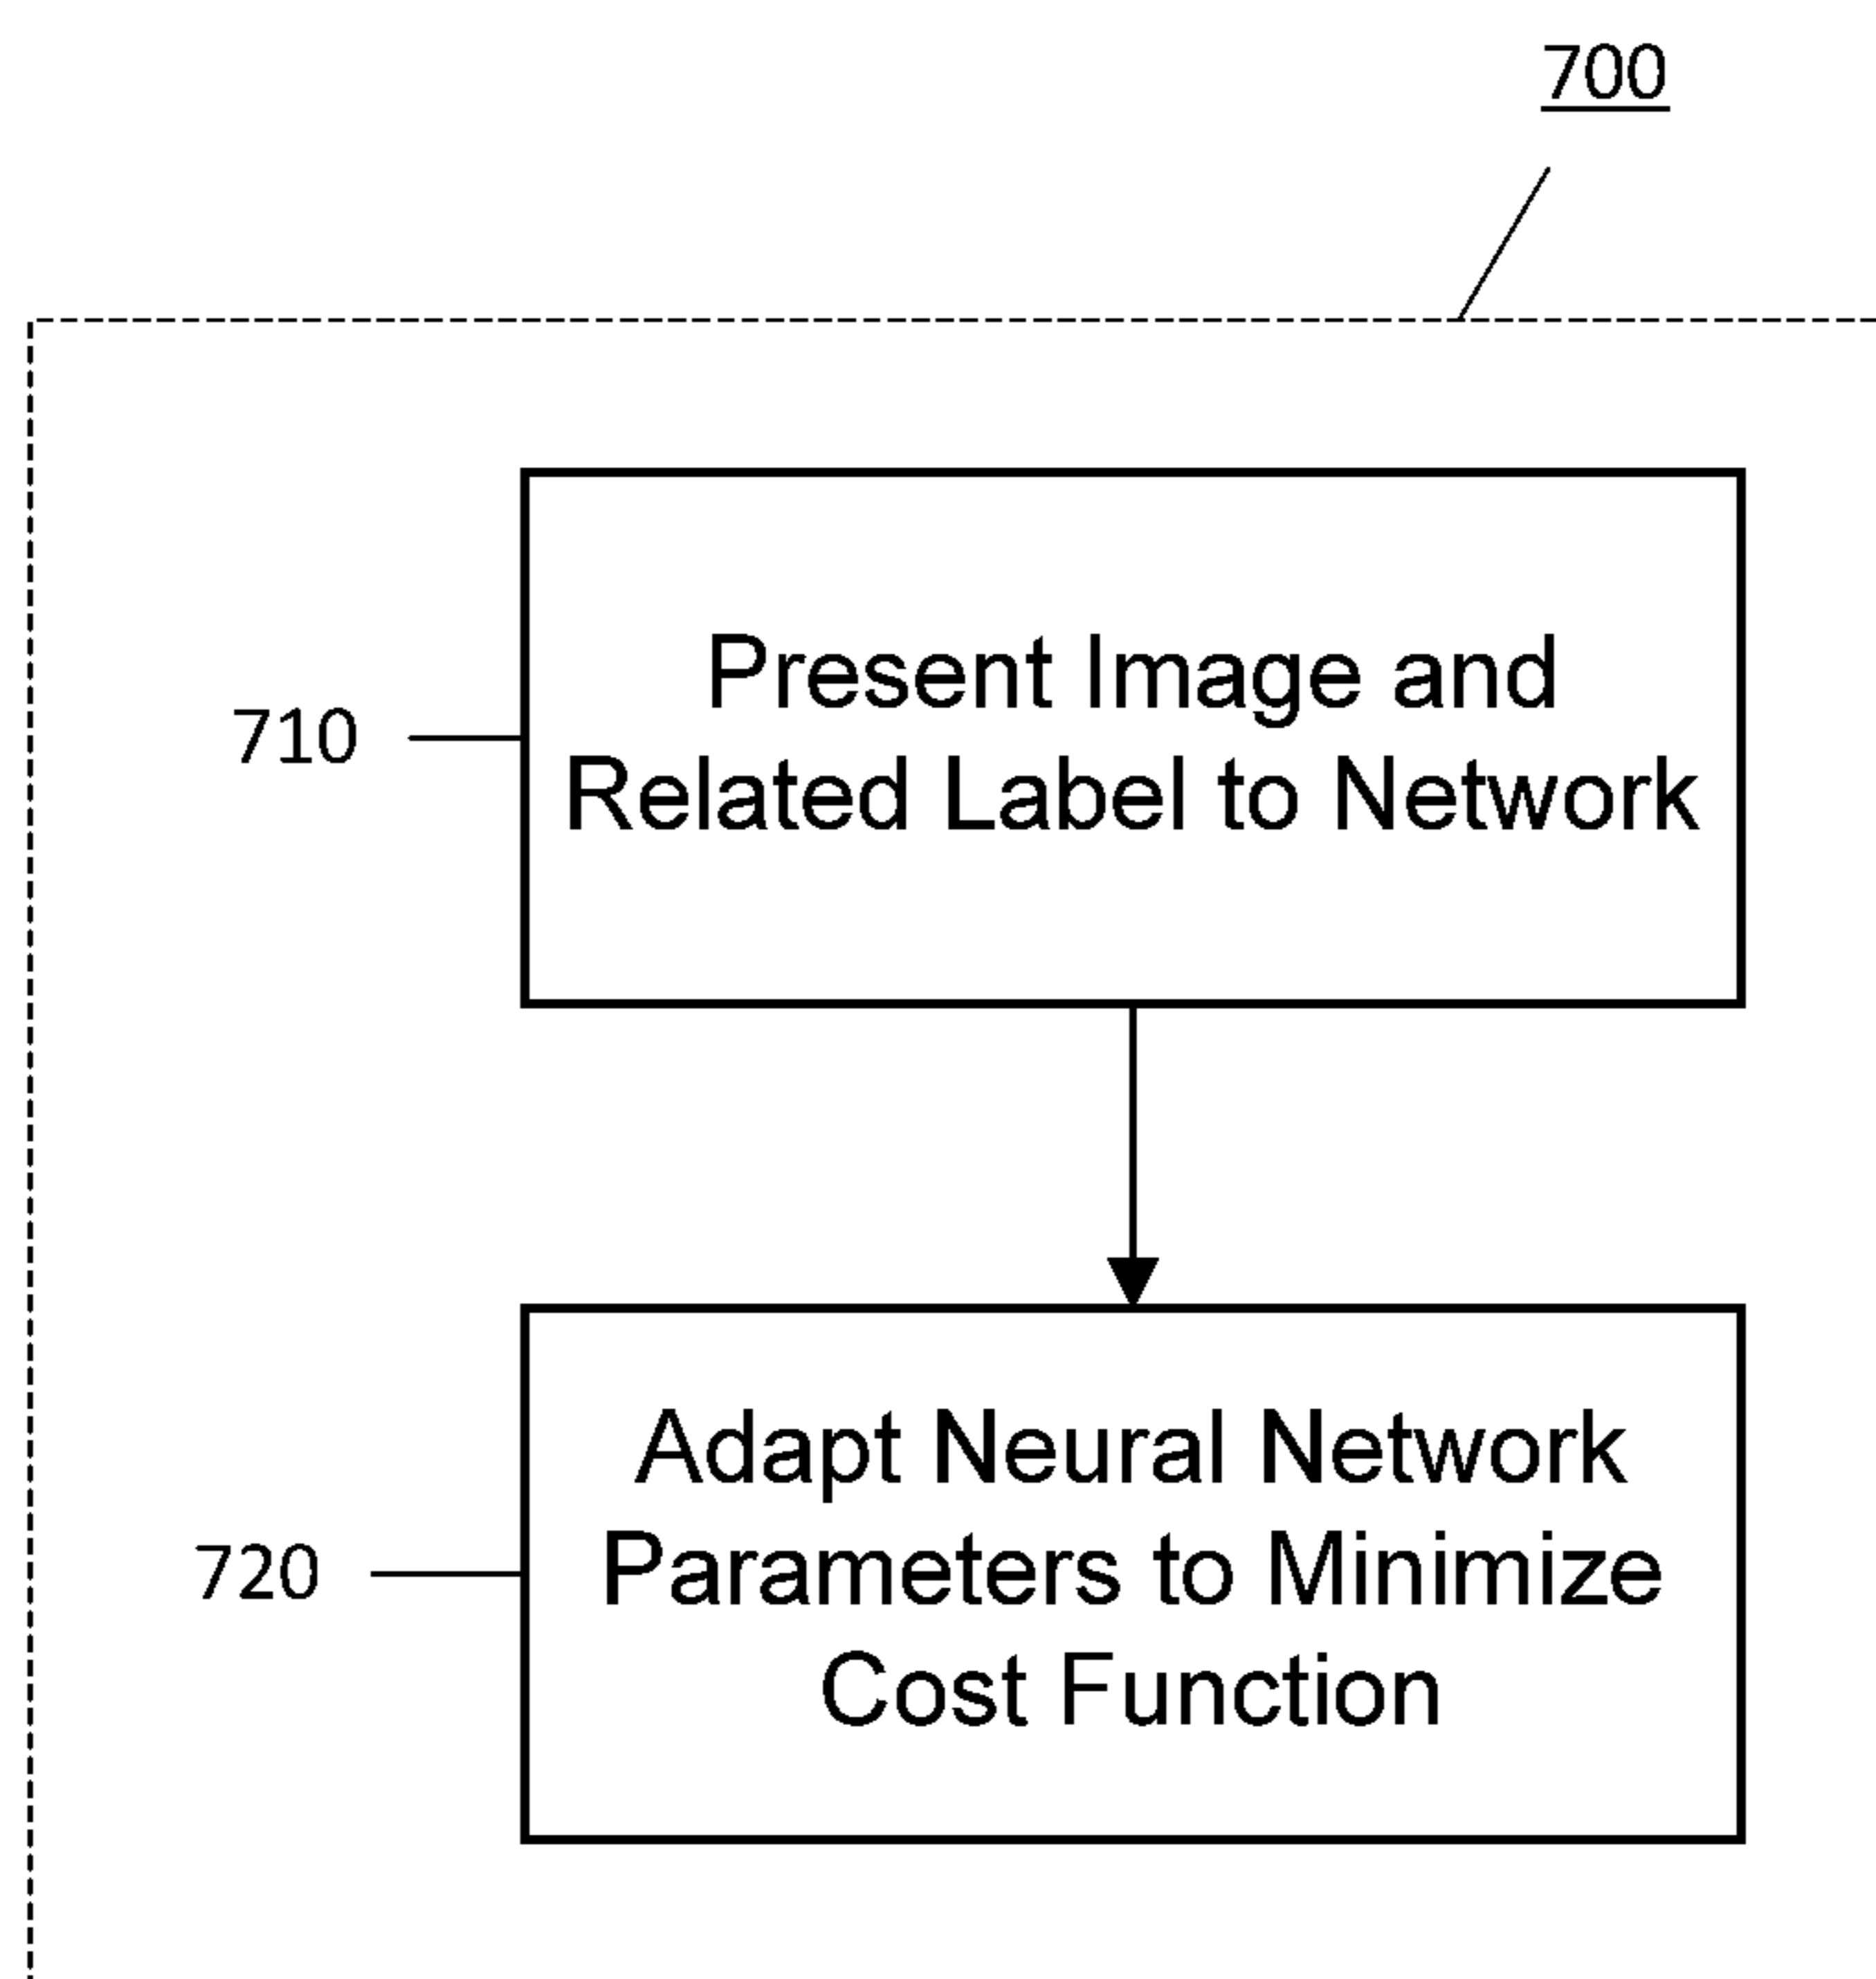 700
Present Image and
710
Related Label to Network
Adapt Neural Network
720
Parameters to Minimize
Cost Function